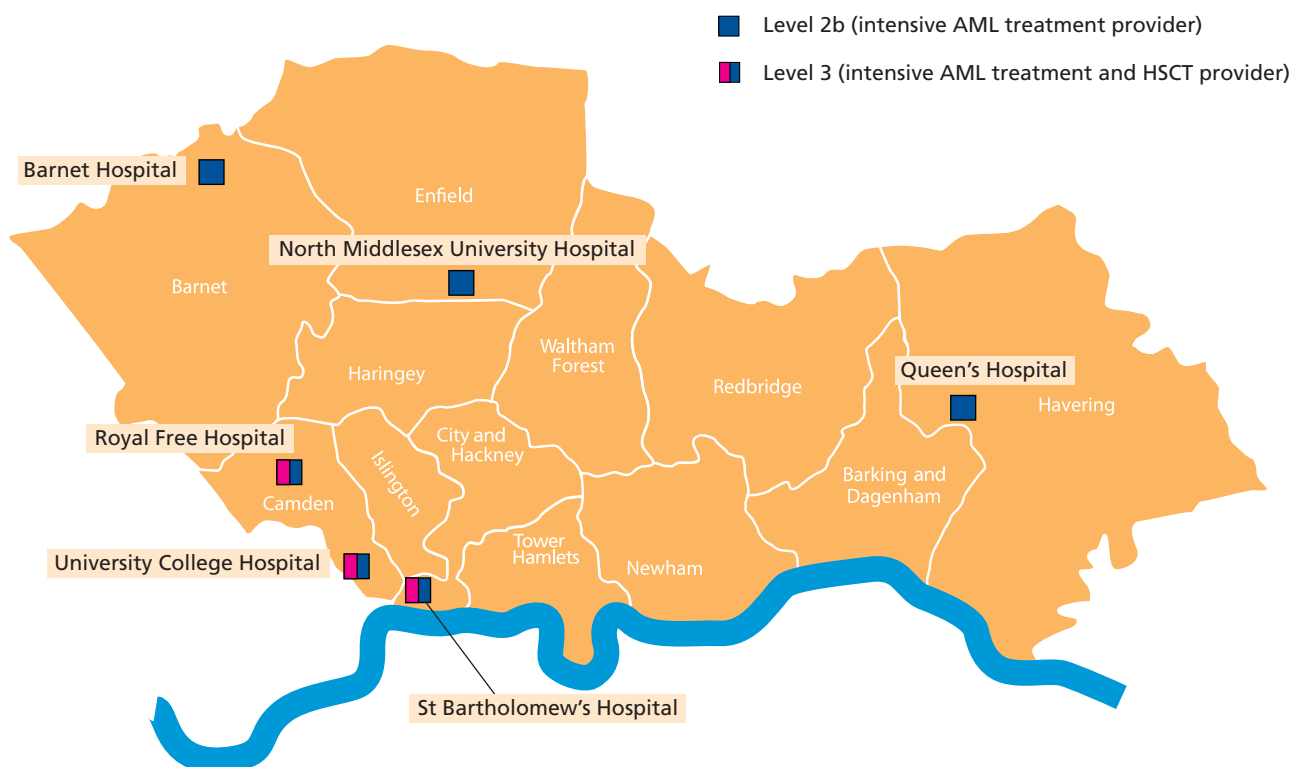 Level 2b (intensive AML treatment provider)
Level 3 (intensive AML treatment and HSCT provider)
Barnet Hospital
Enfield
North Middlesex University Hospital
Barnet
Waltham
Forest
Haringey
Redbridge
Queen's Hospital
Havering
Royal Free Hospital
City and
Hackney
Islington
Camden
Barking and
Dagenham
University College Hospital
Tower
Hamlets
Newham
St Bartholomew's Hospital